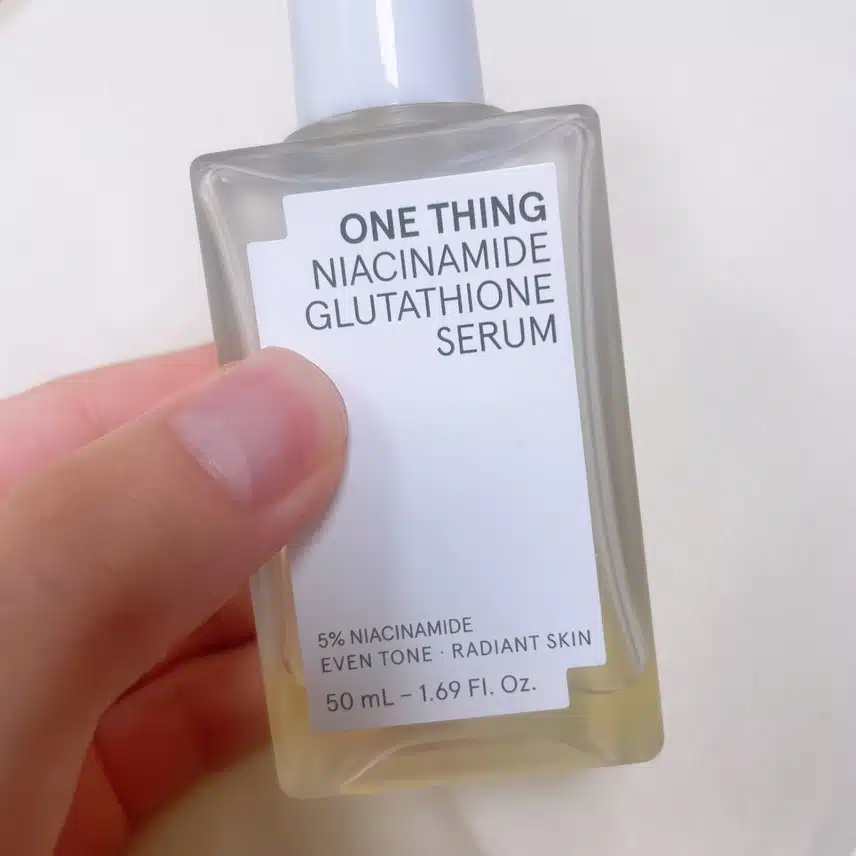 ONE THING
NIACINAMIDE
GLUTATHIONE
SERUM
5% NIACINAMIDE
EVEN TONE · RADIANT SKIN
50 mL – 1.69 Fl. Oz.